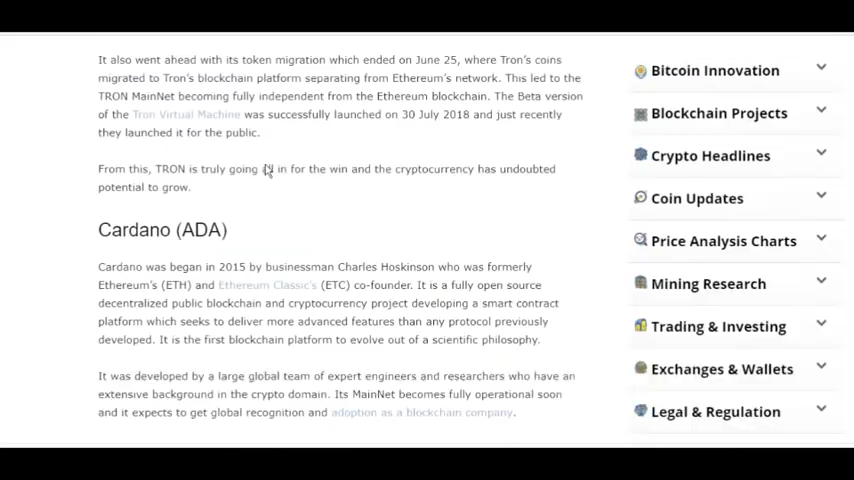 It also went ahead with its token migration which ended on June 25, where Tron's coins
migrated to Tron's blockchain platform separating from Ethereum's network. This led to the
TRON MainNet becoming fully independent from the Ethereum blockchain. The Beta version
of the Tron Virtual Machine was successfully launched on 30 July 2018 and just recently
they launched it for the public.
From this, TRON is truly going all in for the win and the cryptocurrency has undoubted
potential to grow.
Cardano (ADA)
Cardano was began in 2015 by businessman Charles Hoskinson who was formerly
Ethereum's (ETH) and Ethereum Classic's (ETC) co-founder. It is a fully open source
decentralized public blockchain and cryptocurrency project developing a smart contract
platform which seeks to deliver more advanced features than any protocol previously
developed. It is the first blockchain platform to evolve out of a scientific philosophy.
It was developed by a large global team of expert engineers and researchers who have an
extensive background in the crypto domain. Its MainNet becomes fully operational soon
and it expects to get global recognition and adoption as a blockchain company.
Bitcoin Innovation
Blockchain Projects
Crypto Headlines
Coin Updates
Price Analysis Charts
Mining Research
Trading & Investing
Exchanges & Wallets
Legal & Regulation